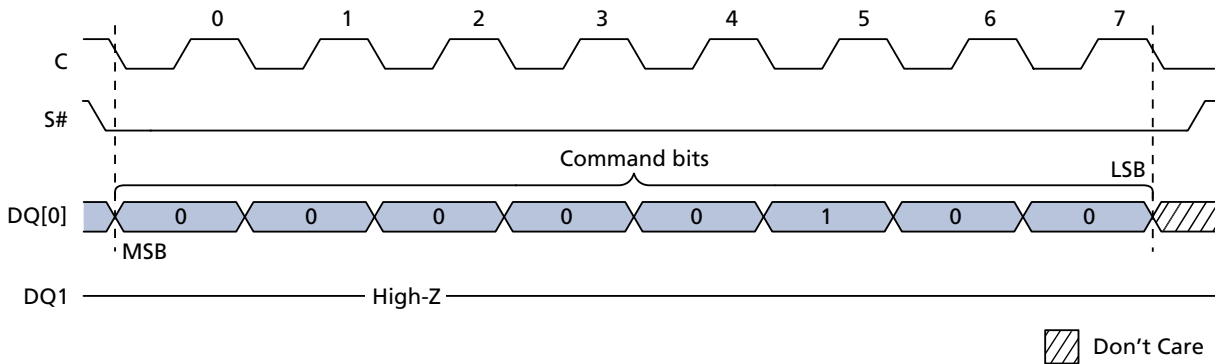 0 1 2 3 4 5 6 7
C
S#
Command bits
LSB
DQ[0] 0 0 0 0 0 1 0 0
MSB
DQ1 High-Z
Don't Care